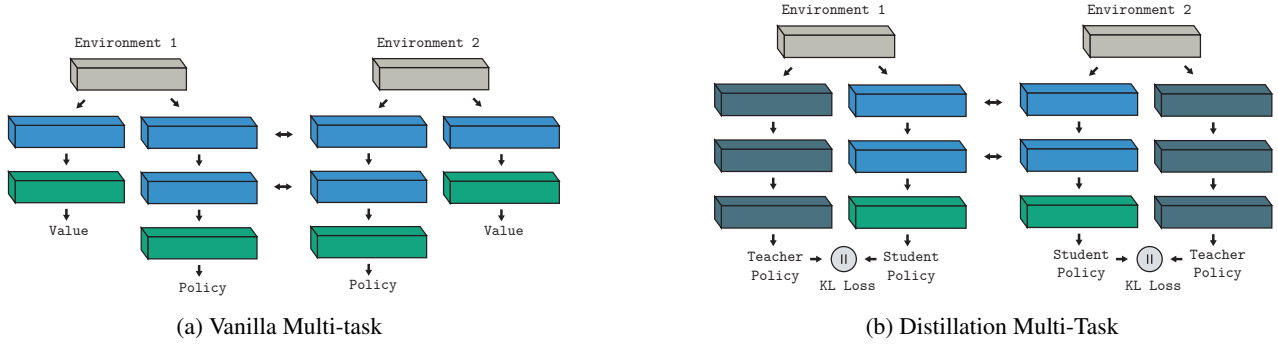 Environment 1
Environment 2
Value
Value
Policy
Policy
(a) Vanilla Multi-task
Environment 1
Environment 2
Teacher
Policy
Student
Policy
KL Loss
Student
Policy
Teacher
Policy
KL Loss
(b) Distillation Multi-Task